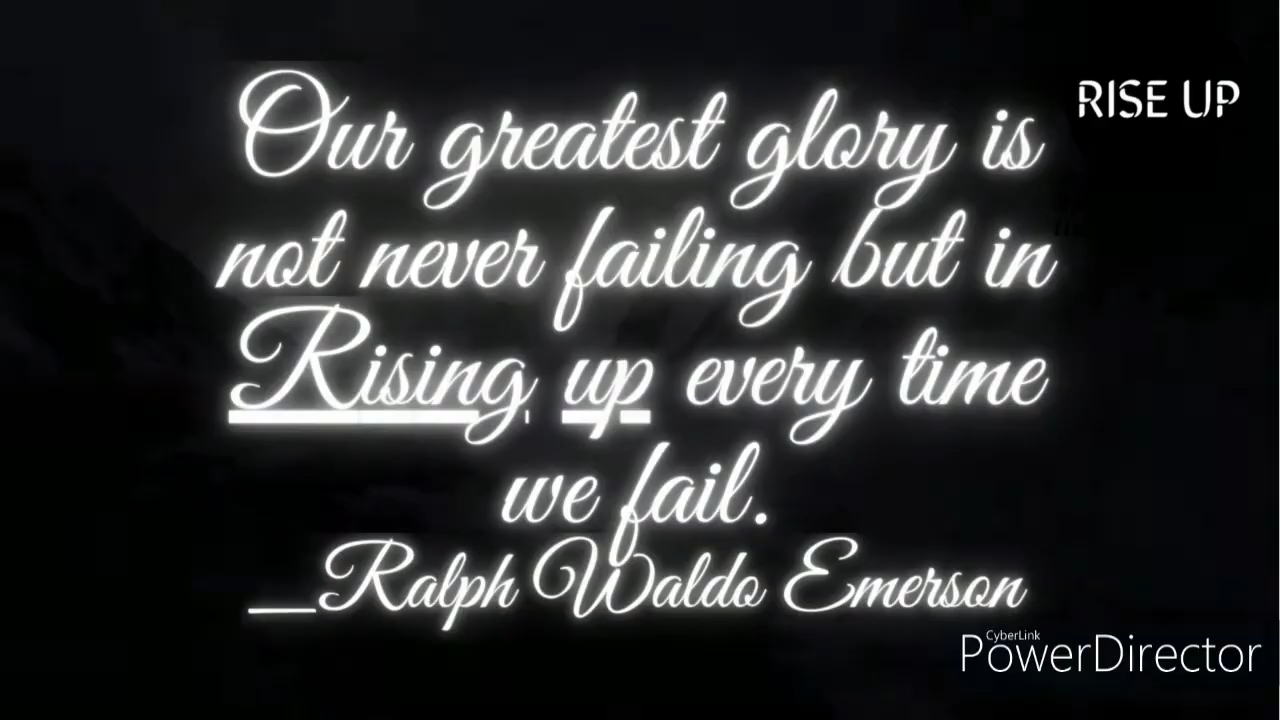 RISE UP
Our greatest glory is
not never failing but in
Rising up every time
we fail.
_Ralph Waldo Emerson
CyberLink
PowerDirector